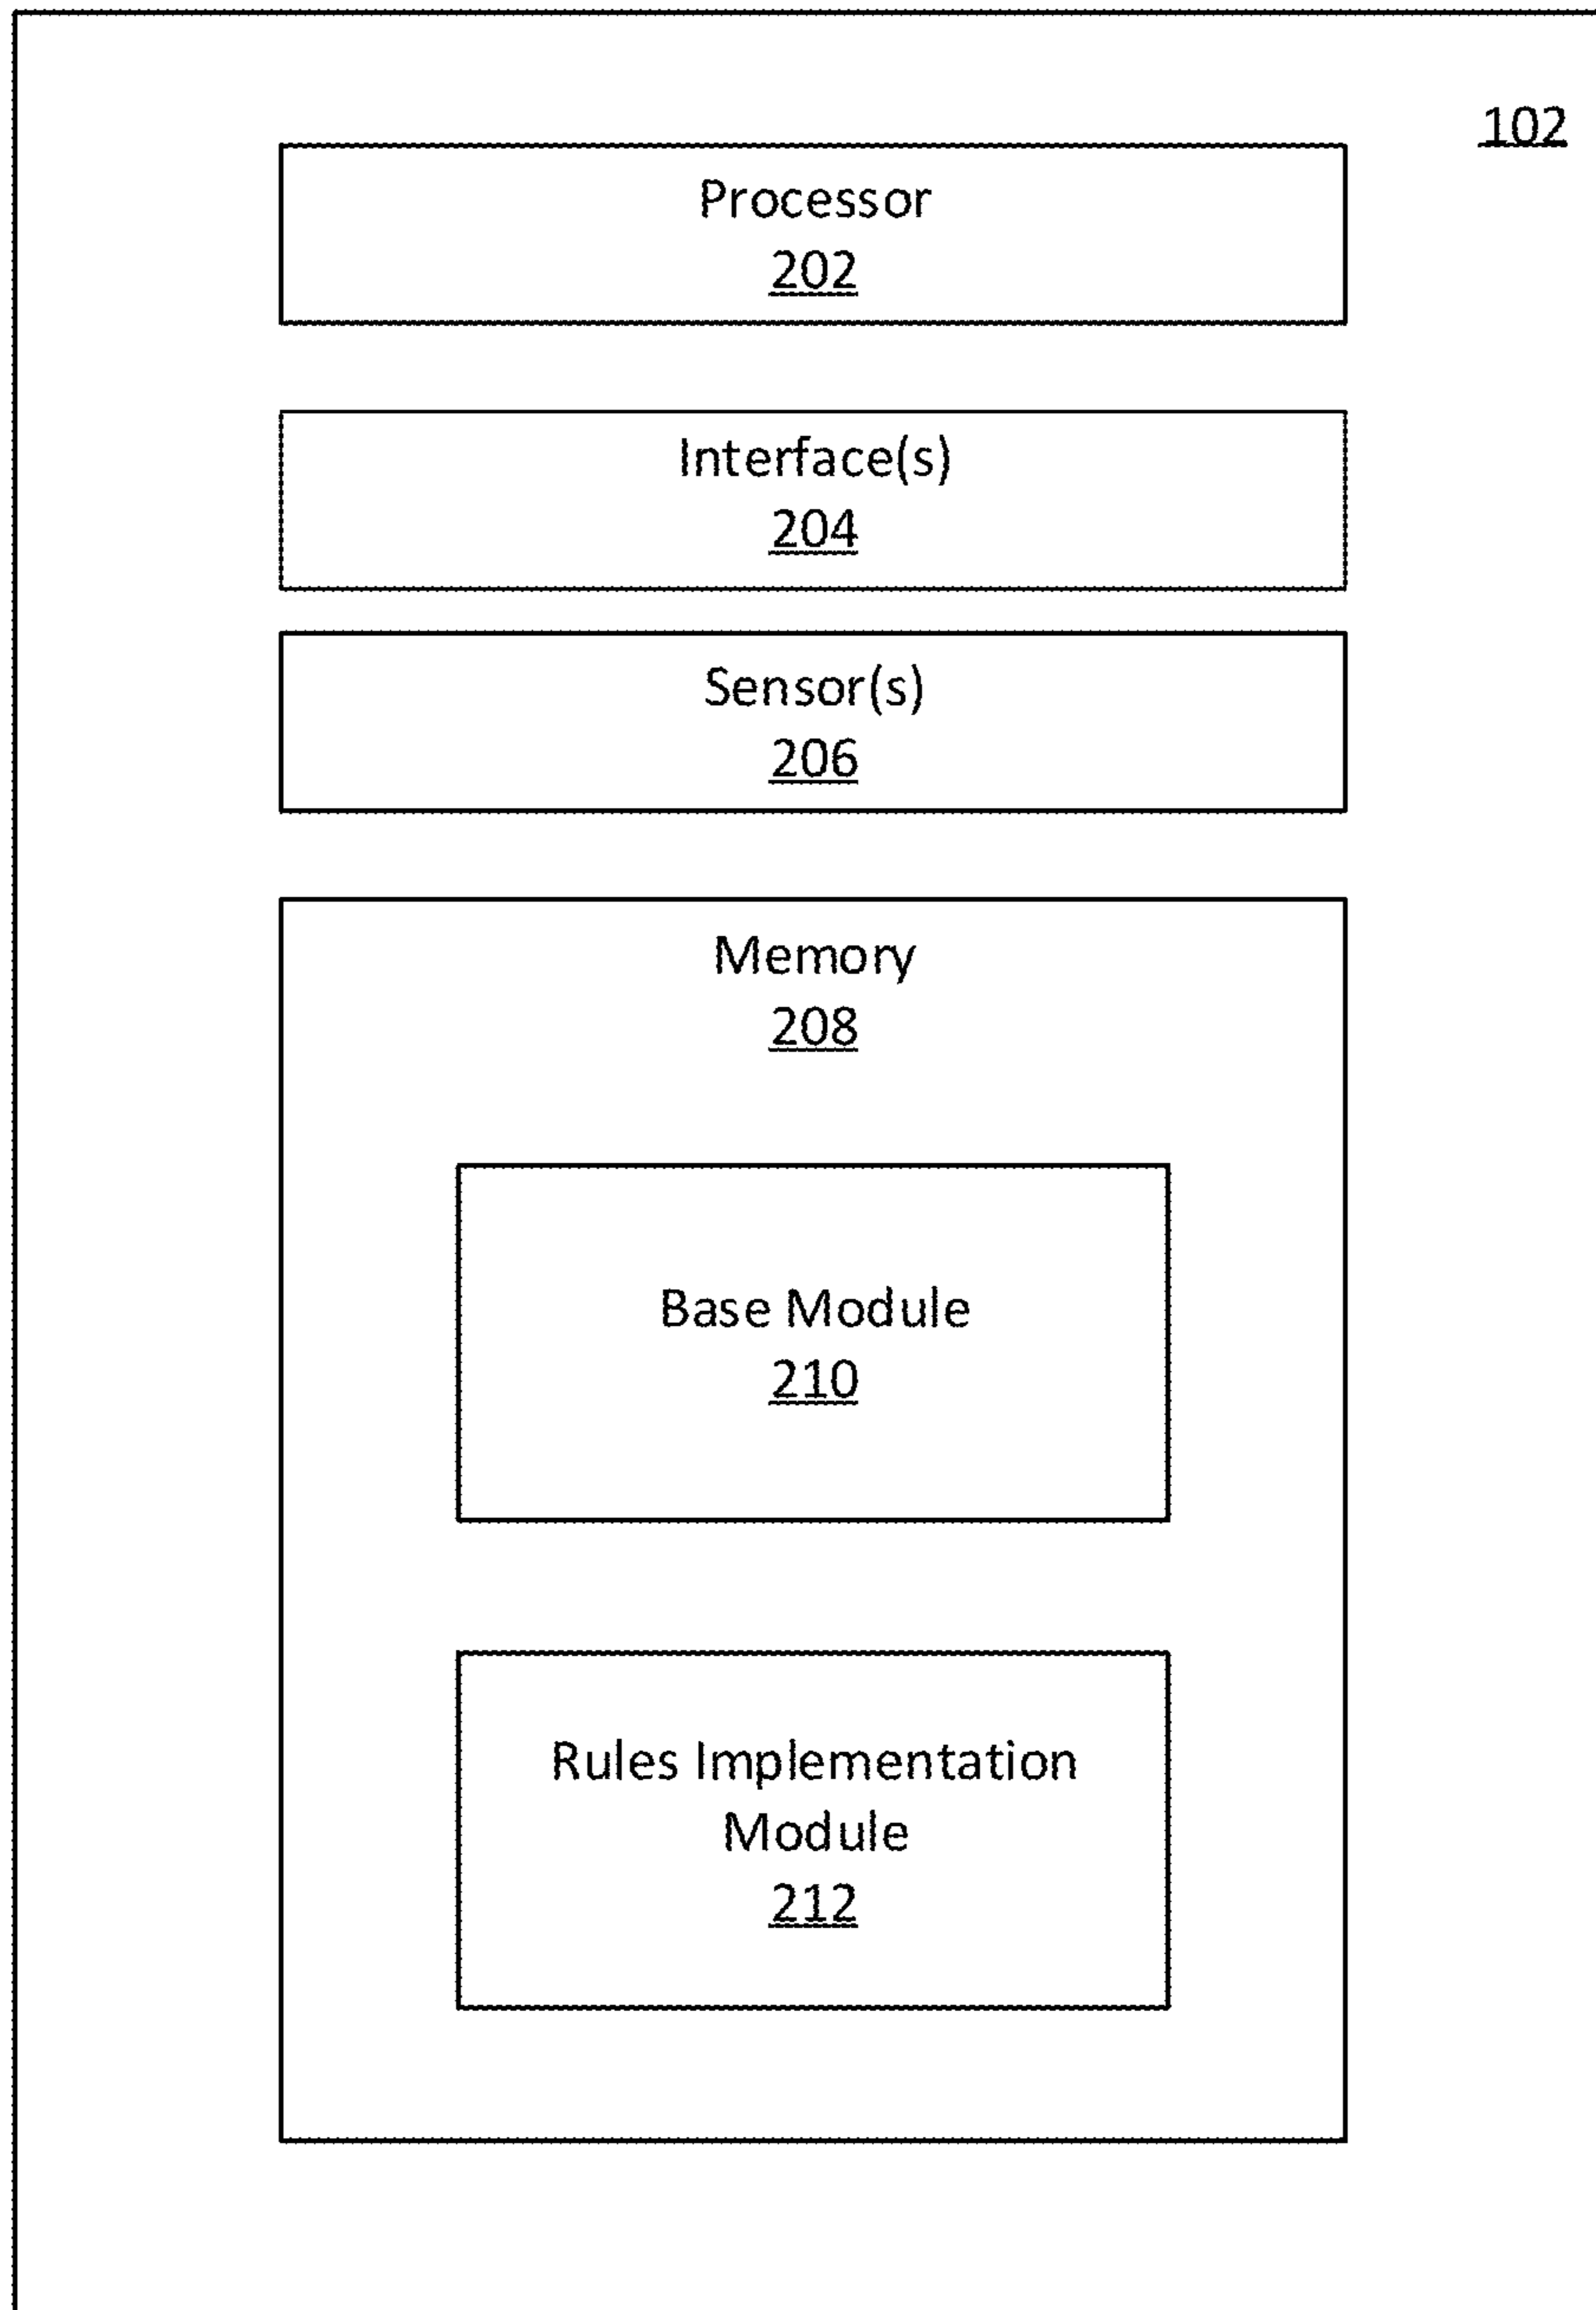 102
Processor
202
Interface(s)
204
Sensor(s)
206
Memory
208
Base Module
210
Rules Implementation
Module
212